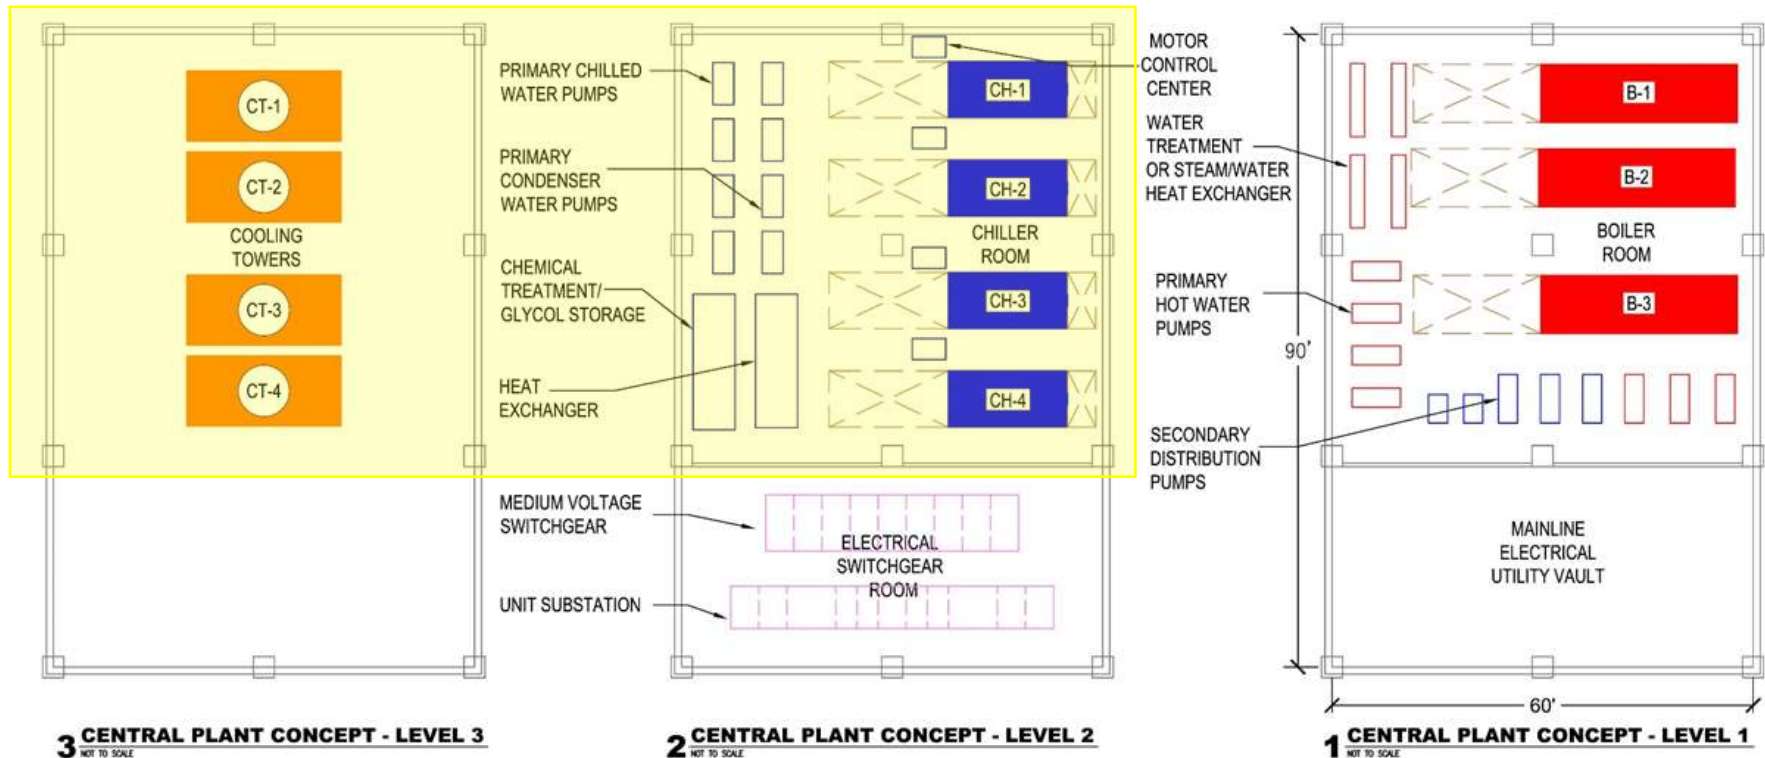 CT-1
CT-2
COOLING
TOWERS
CT-3
CT-4
3 CENTRAL PLANT CONCEPT - LEVEL 3
NOT TO SCALE
PRIMARY CHILLED
WATER PUMPS
PRIMARY
CONDENSER
WATER PUMPS
CHEMICAL
TREATMENT/
GLYCOL STORAGE
HEAT
EXCHANGER
MEDIUM VOLTAGE
SWITCHGEAR
UNIT SUBSTATION
CH-1
CH-2
CHILLER
ROOM
CH-3
CH-4
ELECTRICAL
SWITCHGEAR
ROOM
2 CENTRAL PLANT CONCEPT - LEVEL 2
NOT TO SCALE
MOTOR
CONTROL
CENTER
WATER
TREATMENT
OR STEAM/WATER
HEAT EXCHANGER
PRIMARY
HOT WATER
PUMPS
90'
SECONDARY
DISTRIBUTION
PUMPS
B-1
B-2
BOILER
ROOM
B-3
MAINLINE
ELECTRICAL
UTILITY VAULT
60'
1 CENTRAL PLANT CONCEPT - LEVEL 1
NOT TO SCALE